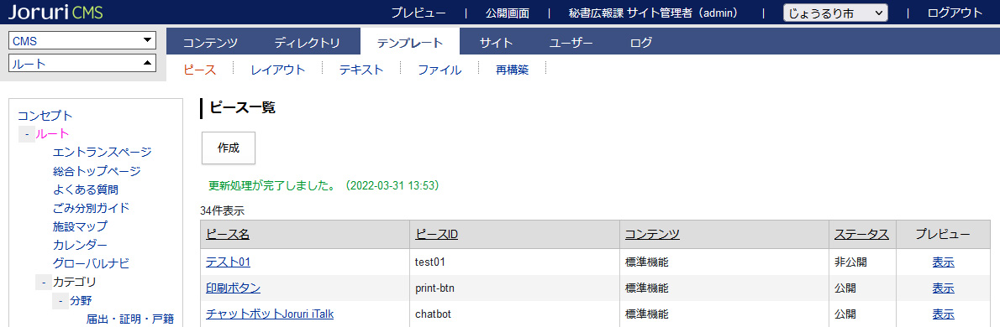 Joruri CMS
プレビュー | 公開画面 | 秘書広報課 サイト管理者（admin） | じょうるり市 | ログアウト
CMS
ルート
コンテンツ ディレクトリ テンプレート サイト ユーザー ログ
ピース レイアウト テキスト ファイル 再構築
コンセプト
- ルート
エントランスページ
総合トップページ
よくある質問
ごみ分別ガイド
施設マップ
カレンダー
グローバルナビ
- カテゴリ
- 分野
届出・証明・戸籍
ピース一覧
作成
更新処理が完了しました。（2022-03-31 13:53）
34件表示
ピース名 ピースID コンテンツ ステータス プレビュー
テスト01 test01 標準機能 非公開 表示
印刷ボタン print-btn 標準機能 公開 表示
チャットボットJoruri iTalk chatbot 標準機能 公開 表示